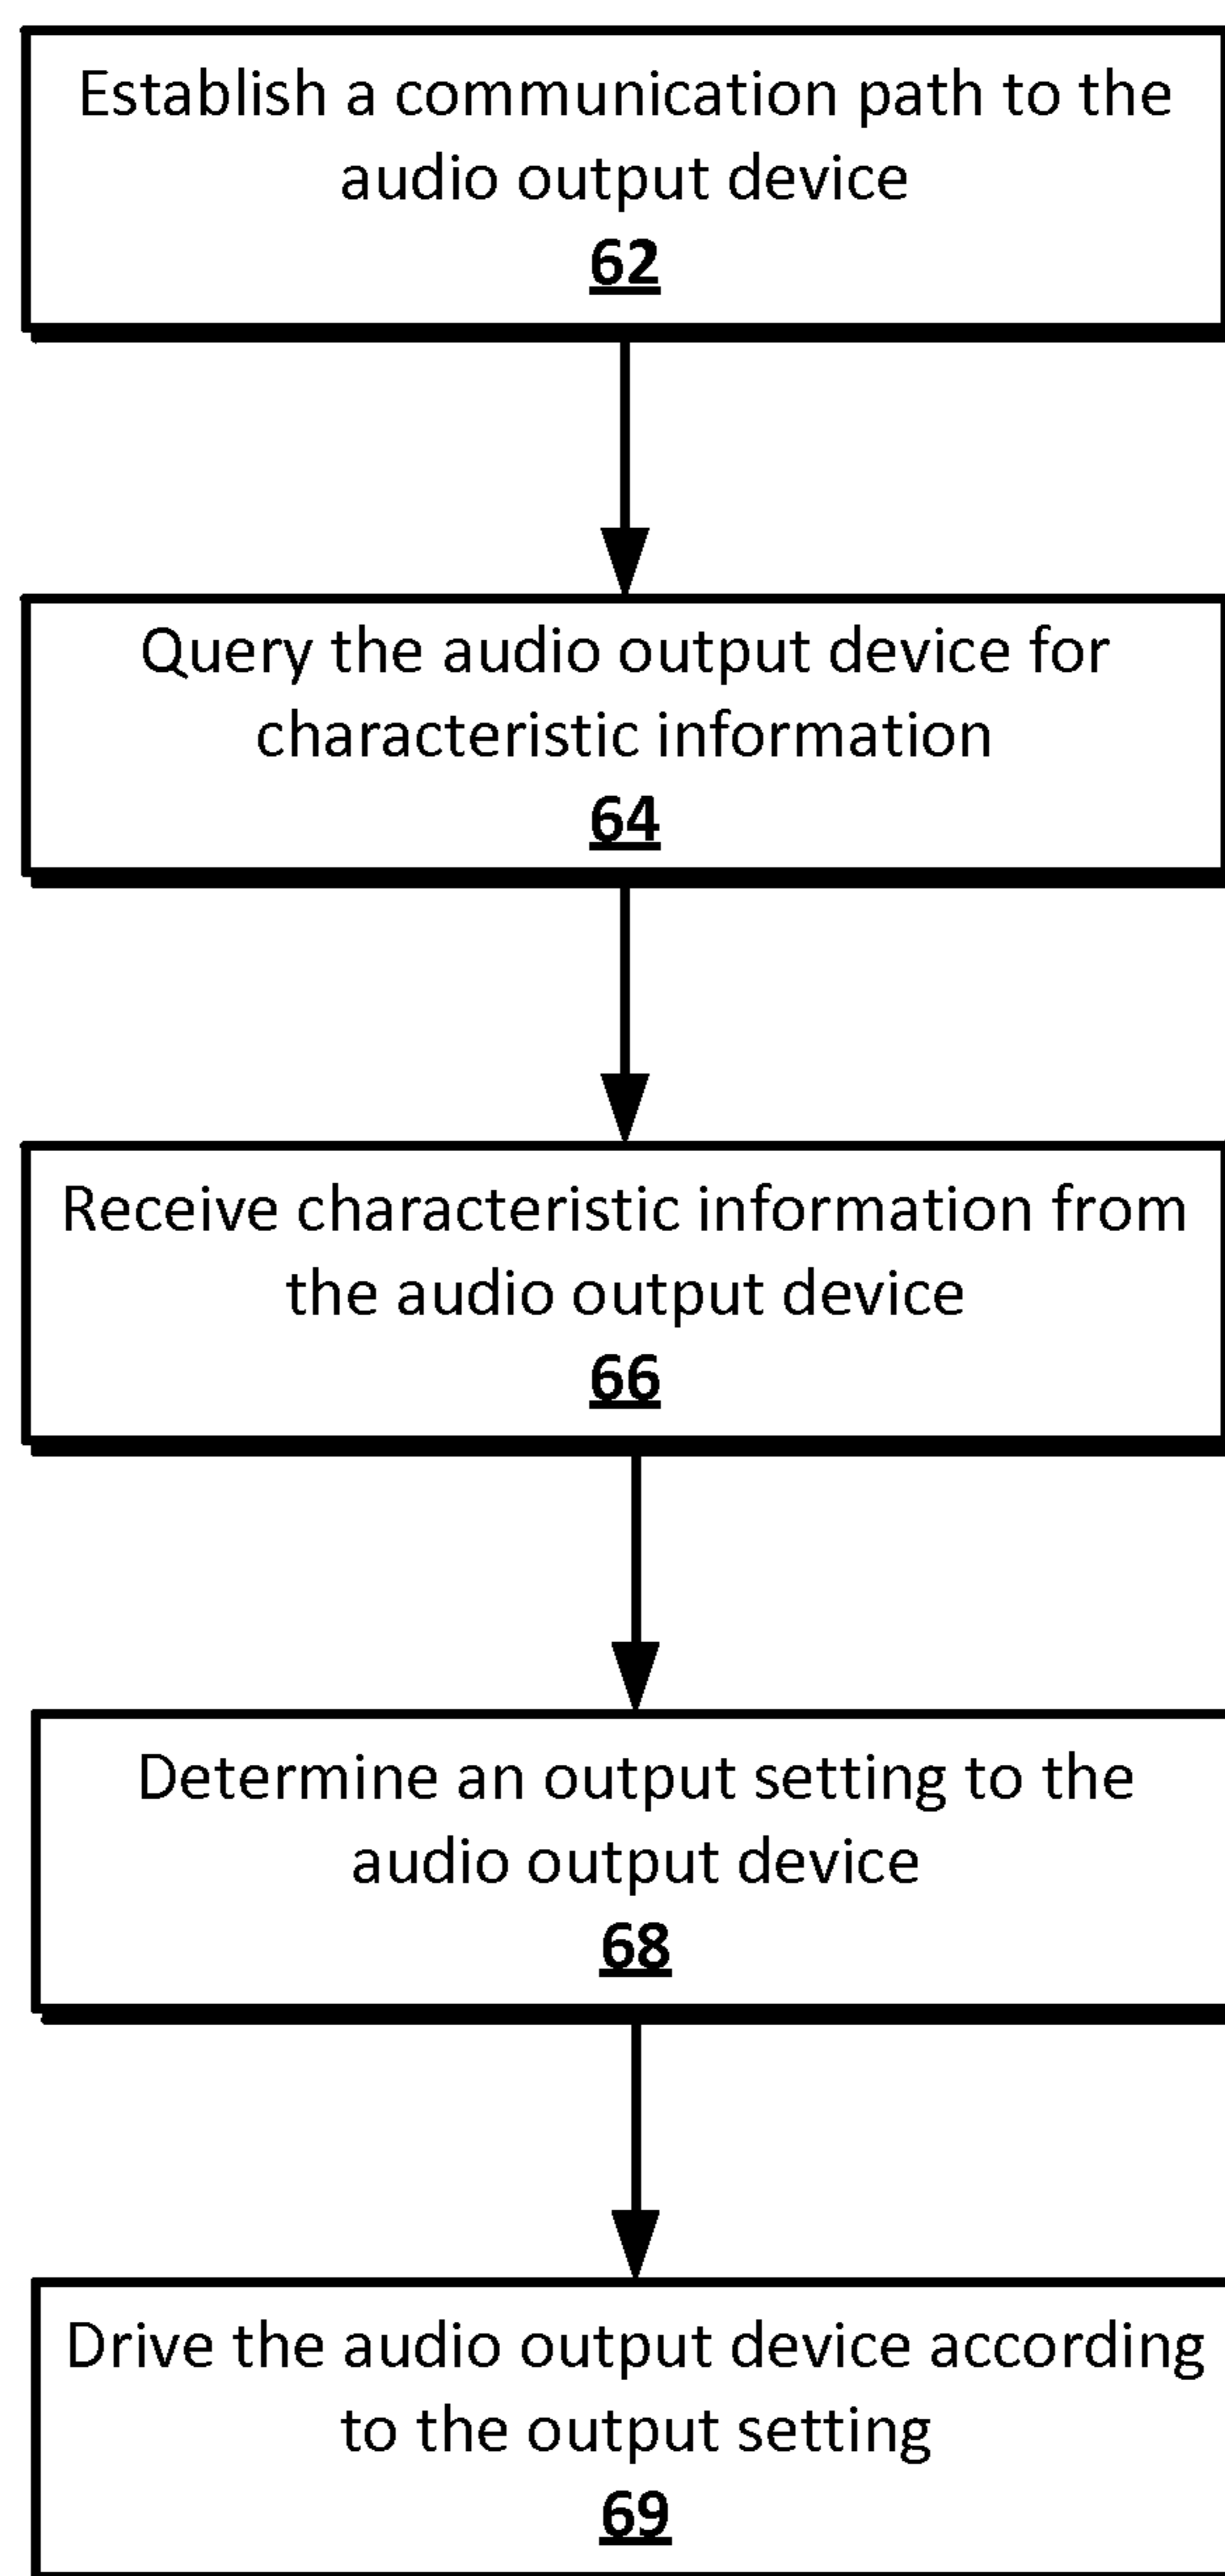 Establish a communication path to the
audio output device
62
Query the audio output device for
characteristic information
64
Receive characteristic information from
the audio output device
66
Determine an output setting to the
audio output device
68
Drive the audio output device according
to the output setting
69